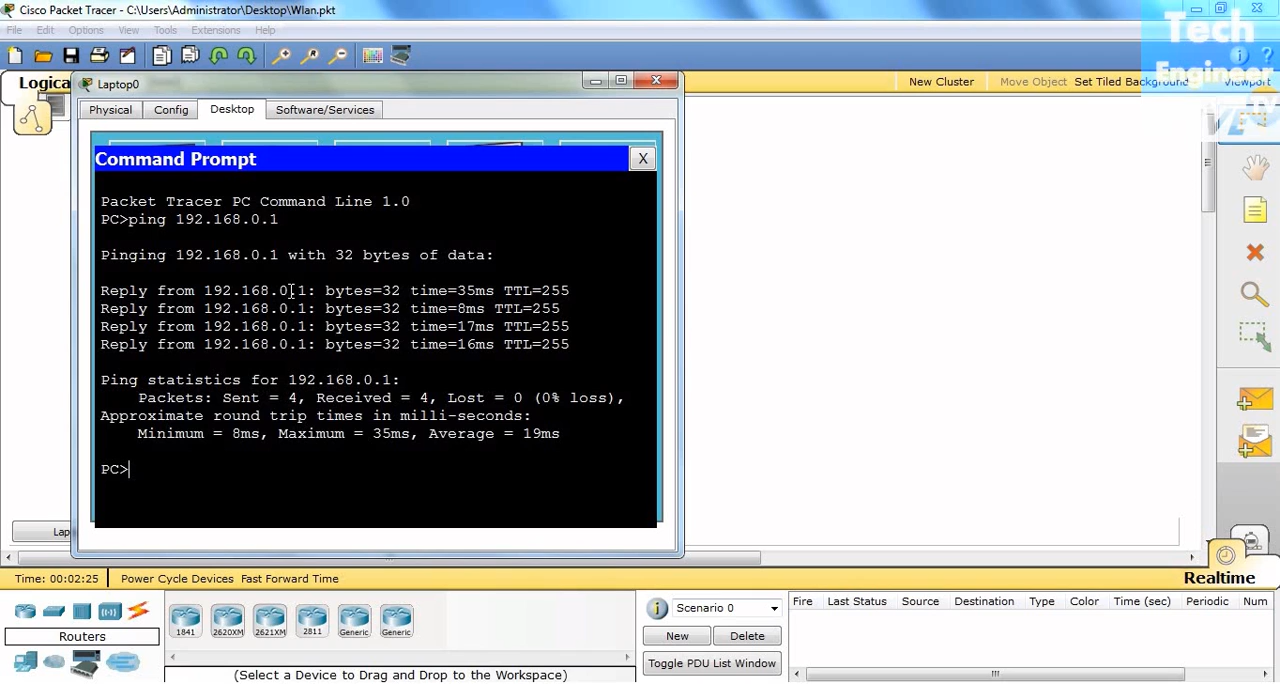 Cisco Packet Tracer - C:\Users\Administrator\Desktop\Wlan.pkt
File Edit Options View Tools Extensions Help
Tech
Engineer
Logica
New Cluster Move Object Set Tiled Background Viewport
Laptop0
Physical Config Desktop Software/Services
Command Prompt X
Packet Tracer PC Command Line 1.0
PC>ping 192.168.0.1
Pinging 192.168.0.1 with 32 bytes of data:
Reply from 192.168.0.1: bytes=32 time=35ms TTL=255
Reply from 192.168.0.1: bytes=32 time=8ms TTL=255
Reply from 192.168.0.1: bytes=32 time=17ms TTL=255
Reply from 192.168.0.1: bytes=32 time=16ms TTL=255
Ping statistics for 192.168.0.1:
Packets: Sent = 4, Received = 4, Lost = 0 (0% loss),
Approximate round trip times in milli-seconds:
Minimum = 8ms, Maximum = 35ms, Average = 19ms
PC>
Lap
Time: 00:02:25 Power Cycle Devices Fast Forward Time
Realtime
Routers
1841 2620XM 2621XM 2811 Generic Generic
(Select a Device to Drag and Drop to the Workspace)
Scenario 0
New Delete
Toggle PDU List Window
Fire Last Status Source Destination Type Color Time (sec) Periodic Num